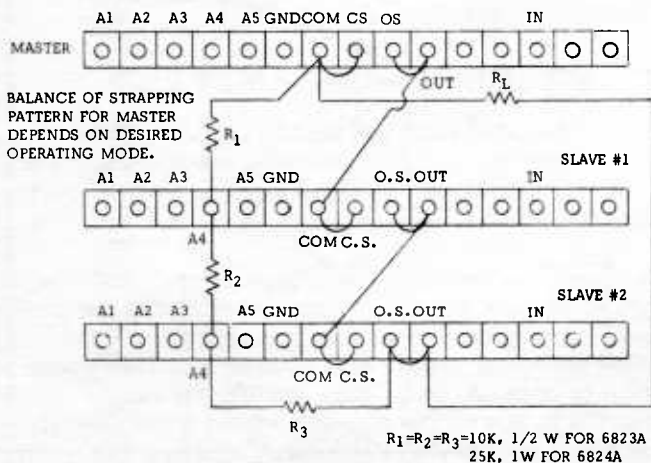 A1 A2 A3 A4 A5 GND COM CS OS IN
MASTER
OUT
RL
BALANCE OF STRAPPING
PATTERN FOR MASTER
DEPENDS ON DESIRED
OPERATING MODE.
R1
SLAVE #1
A1 A2 A3 A5 GND O.S. OUT IN
A4
COM C.S.
R2
SLAVE #2
A1 A2 A3 A5 GND O.S. OUT IN
A4
COM C.S.
R3
R1=R2=R3=10K, 1/2 W FOR 6823A
25K, 1W FOR 6824A